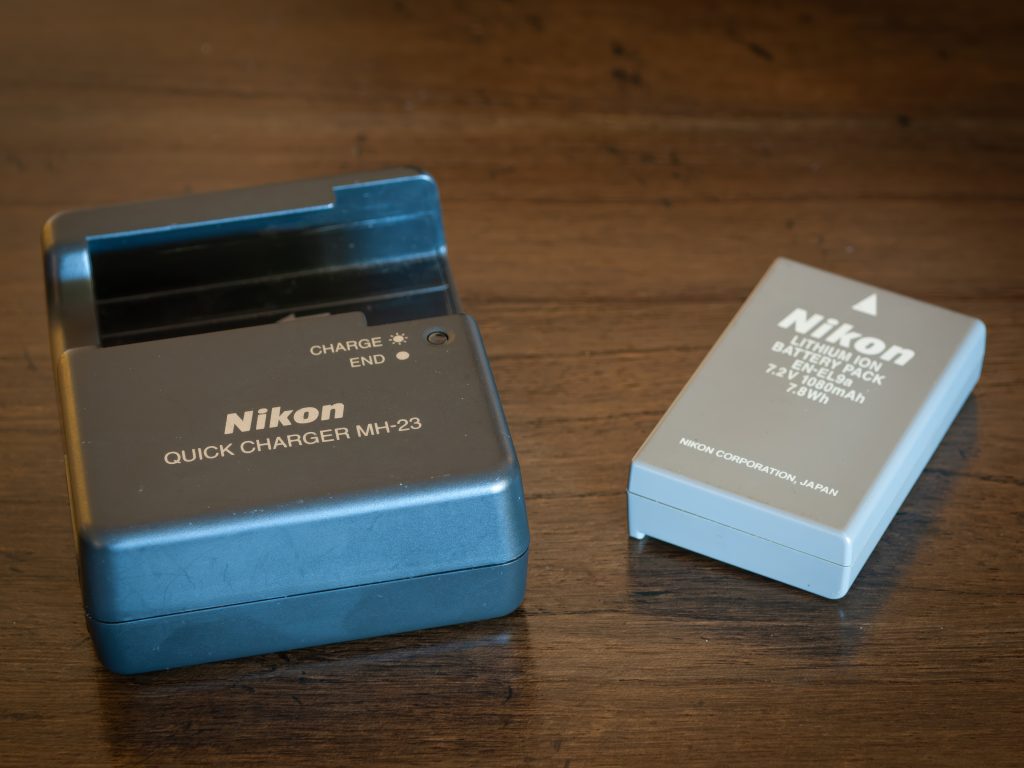 CHARGE
END
Nikon
QUICK CHARGER MH-23
Nikon
LITHIUM ION
BATTERY PACK
EN-EL9a
7.2 V 1080mAh
7.8Wh
NIKON CORPORATION, JAPAN